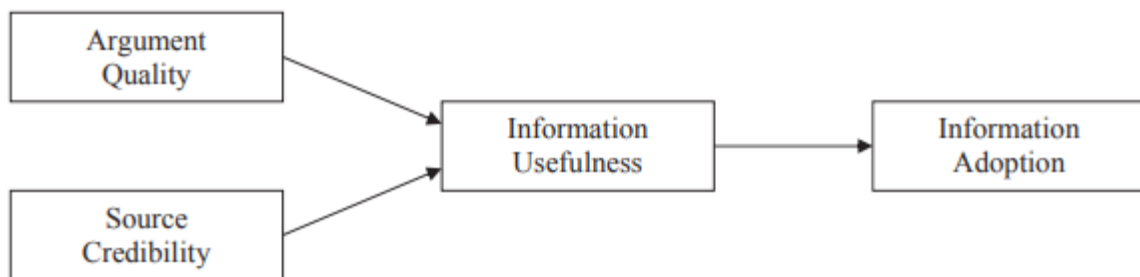 Argument
Quality
Information
Usefulness
Information
Adoption
Source
Credibility